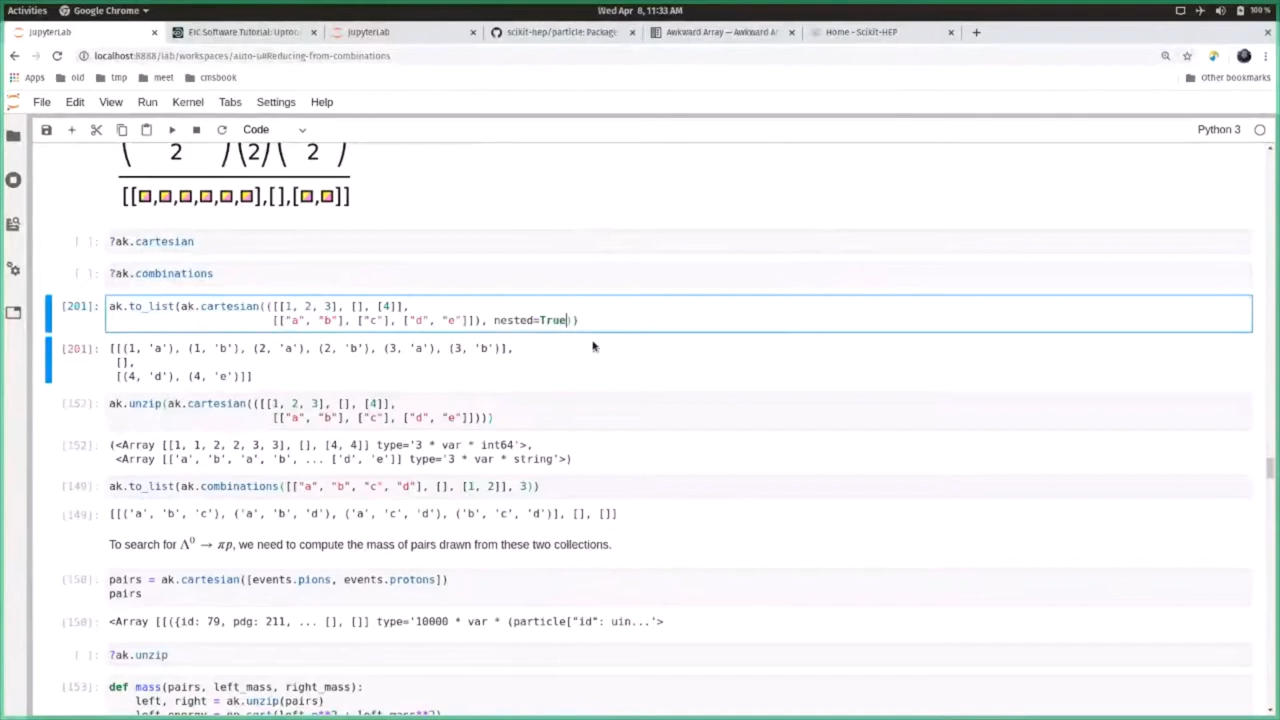 Activities Google Chrome Wed Apr 8, 11:33 AM 100 %
JupyterLab EIC Software Tutorial: Uproo JupyterLab scikit-hep/particle: Packag Awkward Array — Awkward Ar Home - Scikit-HEP
localhost:8888/lab/workspaces/auto-u#Reducing-from-combinations
Apps old tmp meet cmsbook Other bookmarks
File Edit View Run Kernel Tabs Settings Help
Code Python 3
( 2 )(2)( 2 )
[[ , , , , , ],[],[ , ]]
[ ]: ?ak.cartesian
[ ]: ?ak.combinations
[201]: ak.to_list(ak.cartesian(([[1, 2, 3], [], [4]],
[["a", "b"], ["c"], ["d", "e"]]), nested=True))
[201]: [[(1, 'a'), (1, 'b'), (2, 'a'), (2, 'b'), (3, 'a'), (3, 'b')],
[],
[(4, 'd'), (4, 'e')]]
[152]: ak.unzip(ak.cartesian(([[1, 2, 3], [], [4]],
[["a", "b"], ["c"], ["d", "e"]])))
[152]: (<Array [[1, 1, 2, 2, 3, 3], [], [4, 4]] type='3 * var * int64'>,
<Array [['a', 'b', 'a', 'b', ... ['d', 'e']] type='3 * var * string'>)
[149]: ak.to_list(ak.combinations([["a", "b", "c", "d"], [], [1, 2]], 3))
[149]: [[('a', 'b', 'c'), ('a', 'b', 'd'), ('a', 'c', 'd'), ('b', 'c', 'd')], [], []]
To search for Λ⁰ → πp, we need to compute the mass of pairs drawn from these two collections.
[150]: pairs = ak.cartesian([events.pions, events.protons])
pairs
[150]: <Array [[({id: 79, pdg: 211, ... [], []] type='10000 * var * (particle["id": uin...'>
[ ]: ?ak.unzip
[153]: def mass(pairs, left_mass, right_mass):
left, right = ak.unzip(pairs)